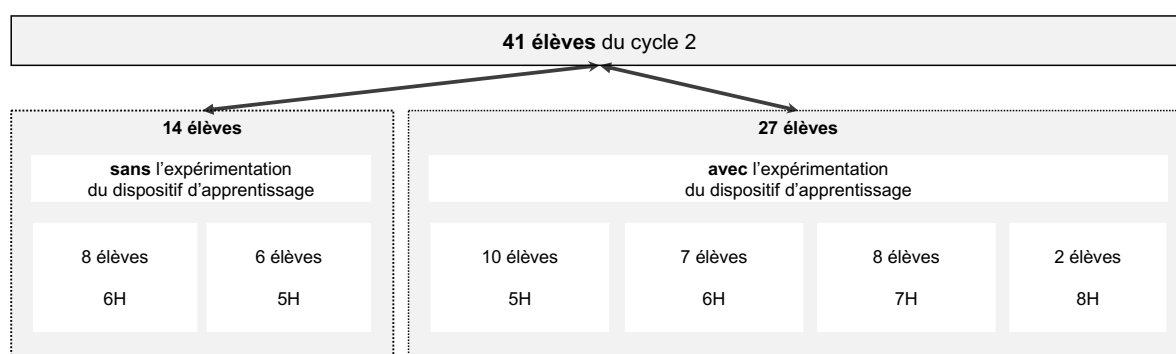 41 élèves du cycle 2
14 élèves
sans l'expérimentation
du dispositif d'apprentissage
8 élèves
6H
6 élèves
5H
27 élèves
avec l'expérimentation
du dispositif d'apprentissage
10 élèves
5H
7 élèves
6H
8 élèves
7H
2 élèves
8H